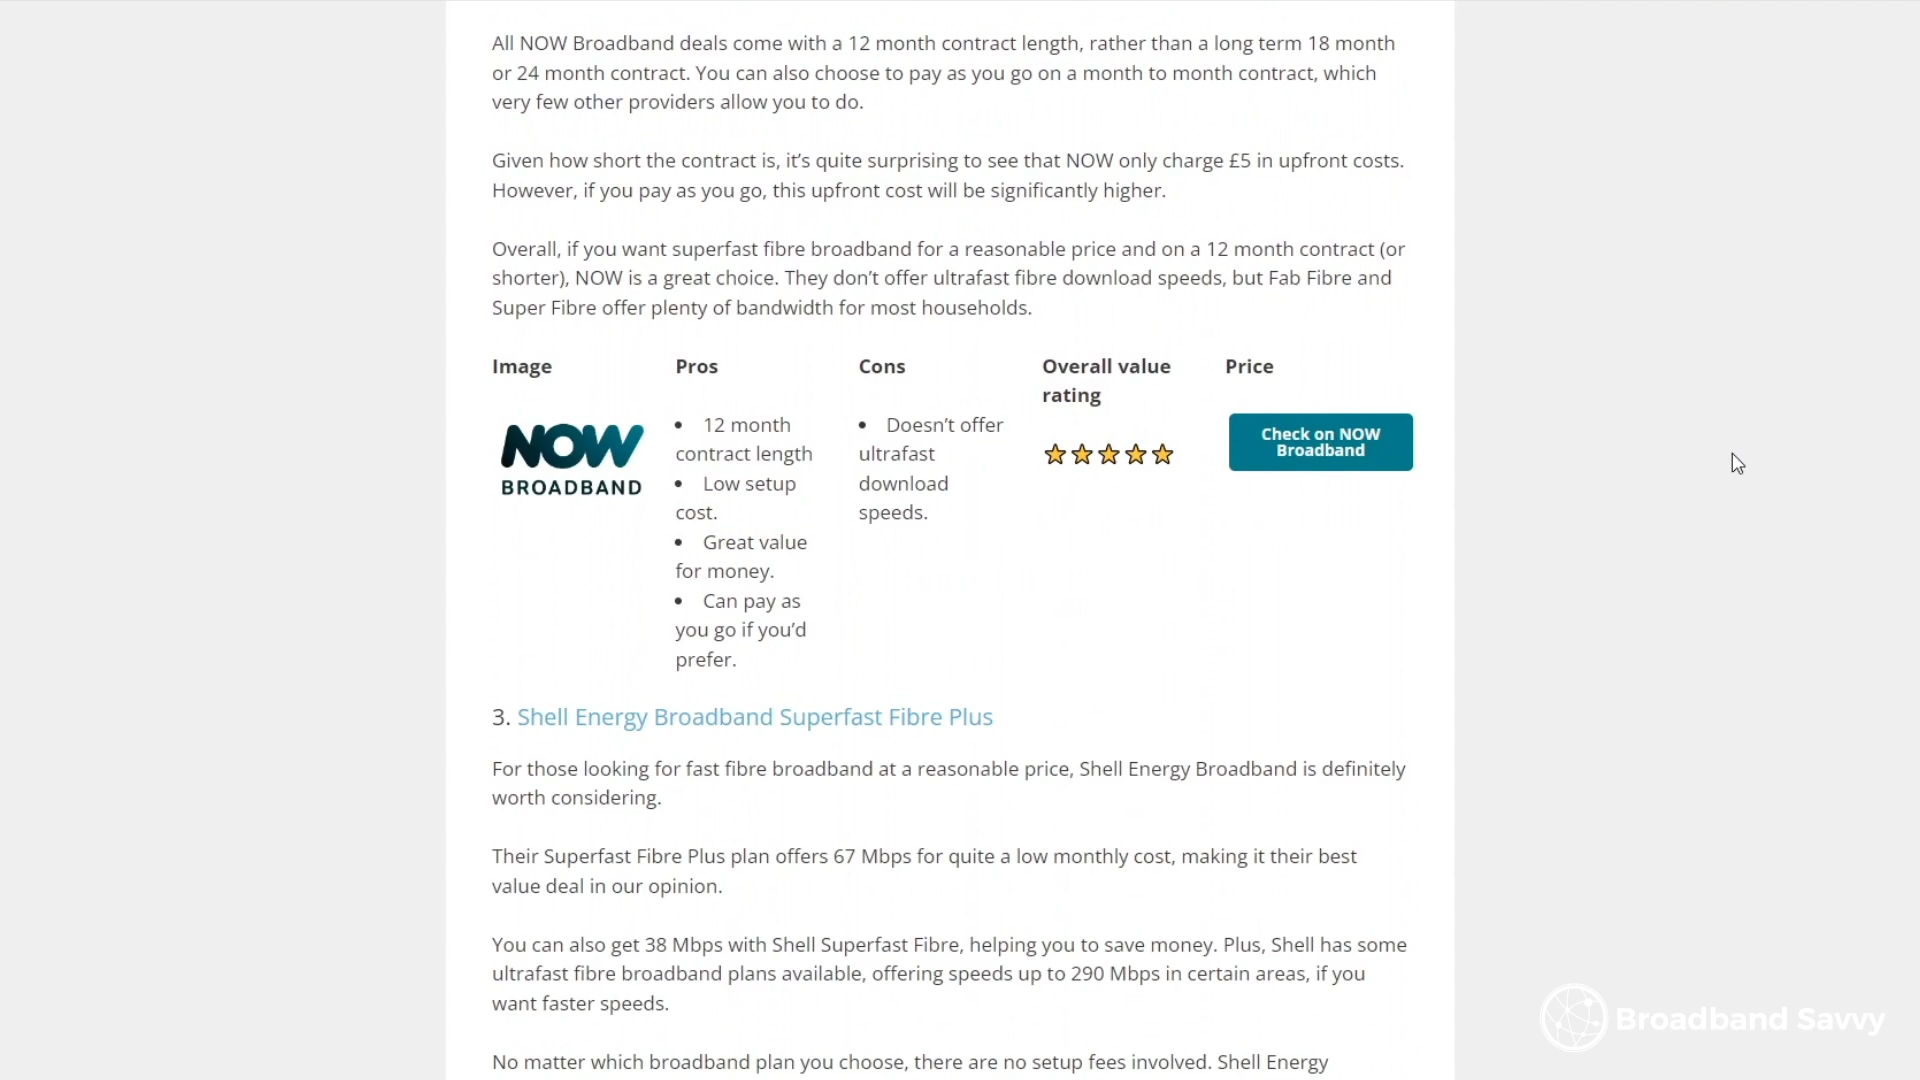 All NOW Broadband deals come with a 12 month contract length, rather than a long term 18 month
or 24 month contract. You can also choose to pay as you go on a month to month contract, which
very few other providers allow you to do.
Given how short the contract is, it’s quite surprising to see that NOW only charge £5 in upfront costs.
However, if you pay as you go, this upfront cost will be significantly higher.
Overall, if you want superfast fibre broadband for a reasonable price and on a 12 month contract (or
shorter), NOW is a great choice. They don’t offer ultrafast fibre download speeds, but Fab Fibre and
Super Fibre offer plenty of bandwidth for most households.
Image
Pros
Cons
Overall value
rating
Price
NOW
BROADBAND
• 12 month
contract length
• Low setup
cost.
• Great value
for money.
• Can pay as
you go if you’d
prefer.
• Doesn’t offer
ultrafast
download
speeds.
Check on NOW
Broadband
3. Shell Energy Broadband Superfast Fibre Plus
For those looking for fast fibre broadband at a reasonable price, Shell Energy Broadband is definitely
worth considering.
Their Superfast Fibre Plus plan offers 67 Mbps for quite a low monthly cost, making it their best
value deal in our opinion.
You can also get 38 Mbps with Shell Superfast Fibre, helping you to save money. Plus, Shell has some
ultrafast fibre broadband plans available, offering speeds up to 290 Mbps in certain areas, if you
want faster speeds.
No matter which broadband plan you choose, there are no setup fees involved. Shell Energy
Broadband Savvy